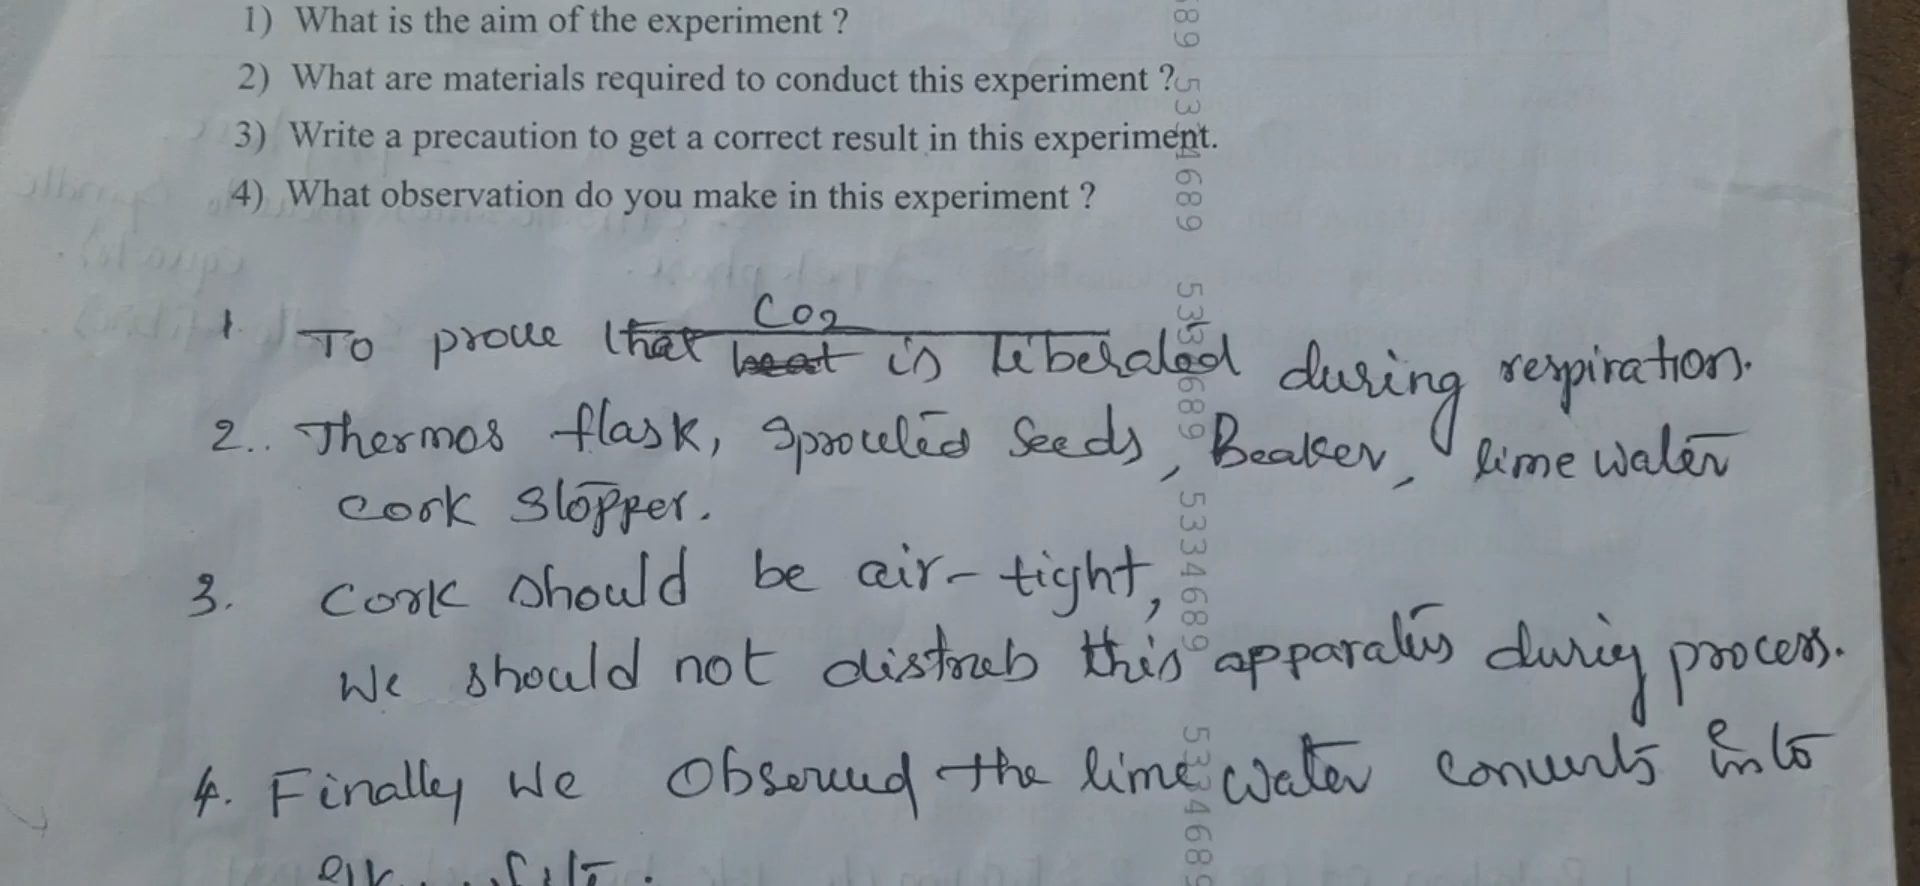 1) What is the aim of the experiment ?
2) What are materials required to conduct this experiment ?
3) Write a precaution to get a correct result in this experiment.
4) What observation do you make in this experiment ?
CO2
1. To prove that heat is liberated during respiration.
2.. Thermos flask, sprouted seeds, Beaker, lime water
cork stopper.
3. Cork should be air-tight,
We should not distrub this apparatus during process.
4. Finally we Observed the lime water converts into
5334689 5334689 5334689 5334689